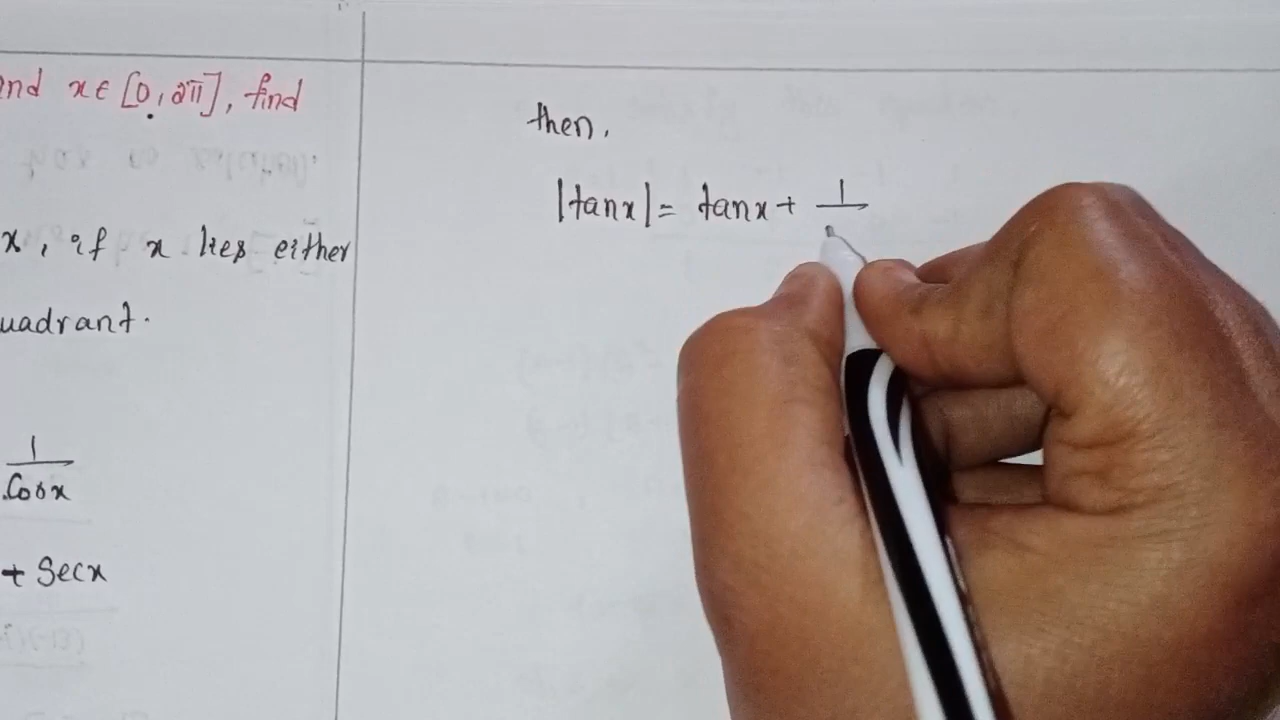 and x ∈ [0, 2π], find
x, if x lies either
uadrant.
1
Cosx
+ Secx
then,
|tanx| = tanx + 1